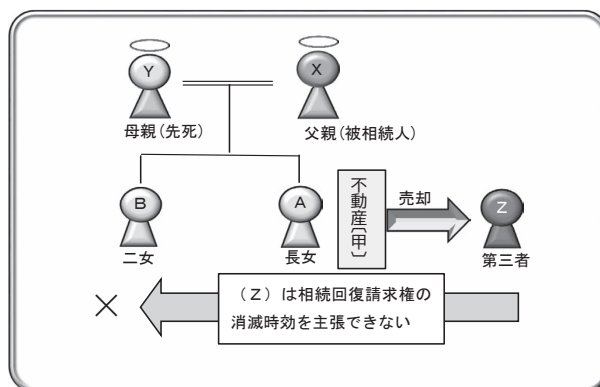 Y
X
母親(先死)
父親(被相続人)
B
A
不動産〔甲〕
売却
Z
二女
長女
第三者
×
(Z)は相続回復請求権の
消滅時効を主張できない